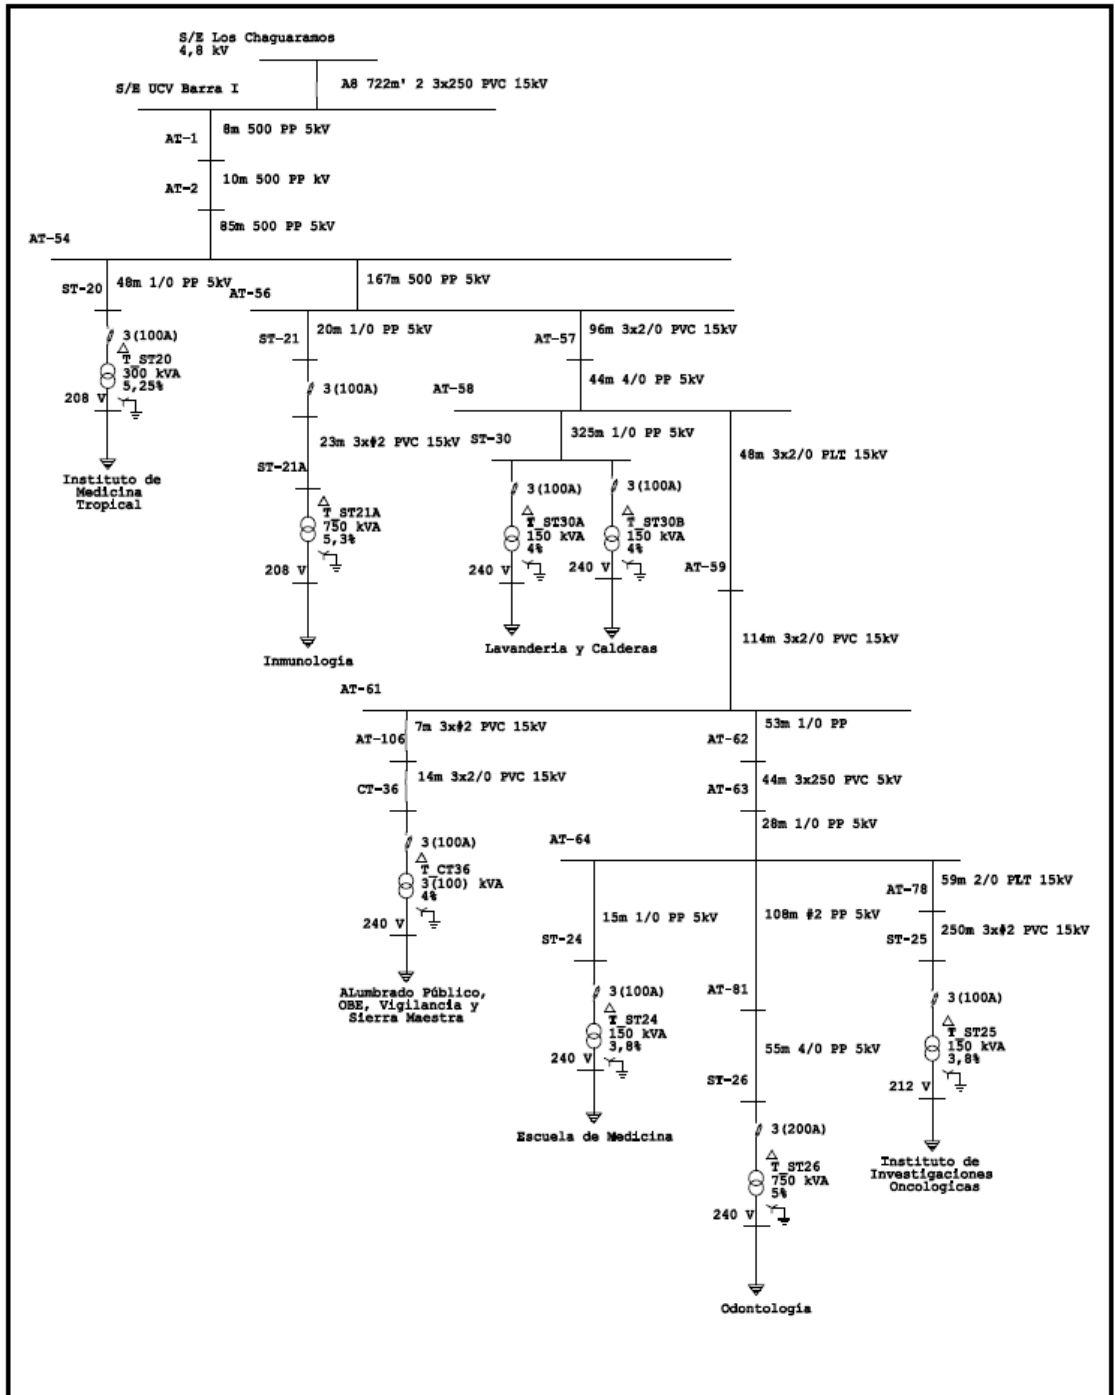 S/E Los Chaguaramos
4,8 kV
A8 722m' 2 3x250 PVC 15kV
S/E UCV Barra I
8m 500 PP 5kV
AT-1
10m 500 PP kV
AT-2
85m 500 PP 5kV
AT-54
48m 1/0 PP 5kV
167m 500 PP 5kV
ST-20
AT-56
3(100A)
T_ST20
300 kVA
5,25%
208 V
Instituto de
Medicina
Tropical
20m 1/0 PP 5kV
ST-21
3(100A)
23m 3x#2 PVC 15kV
ST-21A
T_ST21A
750 kVA
5,3%
208 V
Inmunología
96m 3x2/0 PVC 15kV
AT-57
44m 4/0 PP 5kV
AT-58
325m 1/0 PP 5kV
ST-30
48m 3x2/0 PLT 15kV
3(100A)
T_ST30A
150 kVA
4%
240 V
3(100A)
T_ST30B
150 kVA
4%
240 V
Lavanderia y Calderas
AT-59
114m 3x2/0 PVC 15kV
AT-61
7m 3x#2 PVC 15kV
AT-106
14m 3x2/0 PVC 15kV
CT-36
3(100A)
T_CT36
3(100) kVA
4%
240 V
ALumbrado Público,
OBE, Vigilancia y
Sierra Maestra
53m 1/0 PP
AT-62
44m 3x250 PVC 5kV
AT-63
28m 1/0 PP 5kV
AT-64
15m 1/0 PP 5kV
ST-24
3(100A)
T_ST24
150 kVA
3,8%
240 V
Escuela de Medicina
108m #2 PP 5kV
AT-81
55m 4/0 PP 5kV
ST-26
3(200A)
T_ST26
750 kVA
5%
240 V
Odontología
59m 2/0 PLT 15kV
AT-78
250m 3x#2 PVC 15kV
ST-25
3(100A)
T_ST25
150 kVA
3,8%
212 V
Instituto de
Investigaciones
Oncologicas